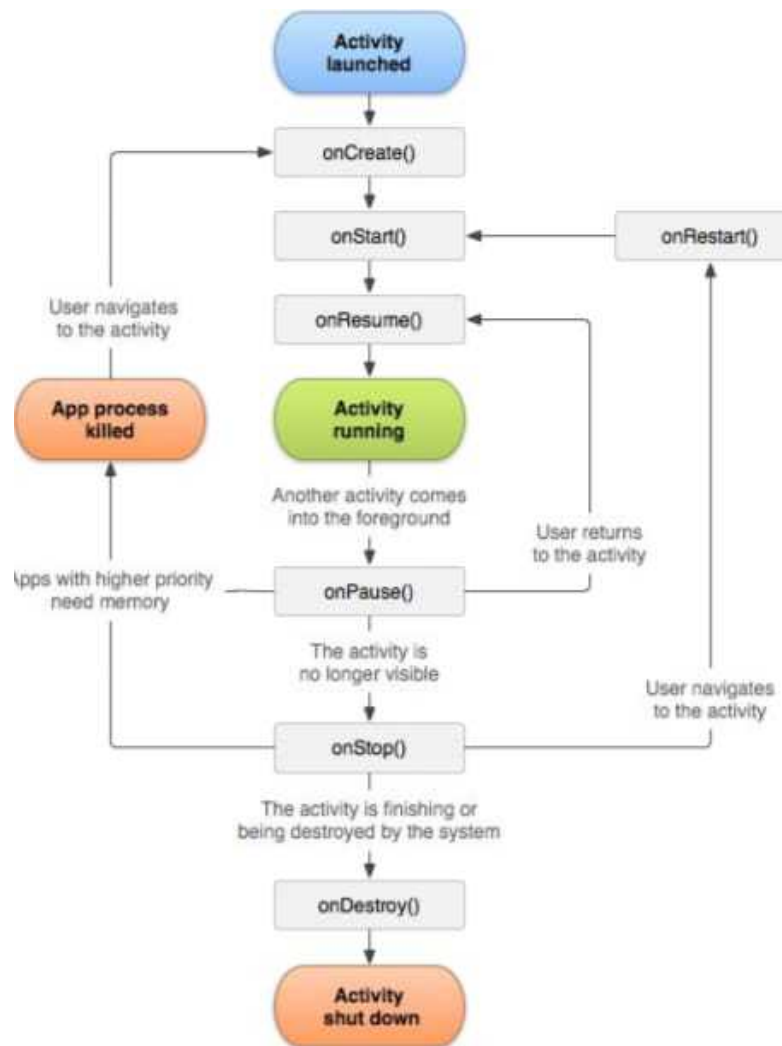 Activity
launched
onCreate()
onStart()
onRestart()
User navigates
to the activity
onResume()
App process
killed
Activity
running
Another activity comes
into the foreground
User returns
to the activity
Apps with higher priority
need memory
onPause()
The activity is
no longer visible
User navigates
to the activity
onStop()
The activity is finishing or
being destroyed by the system
onDestroy()
Activity
shut down